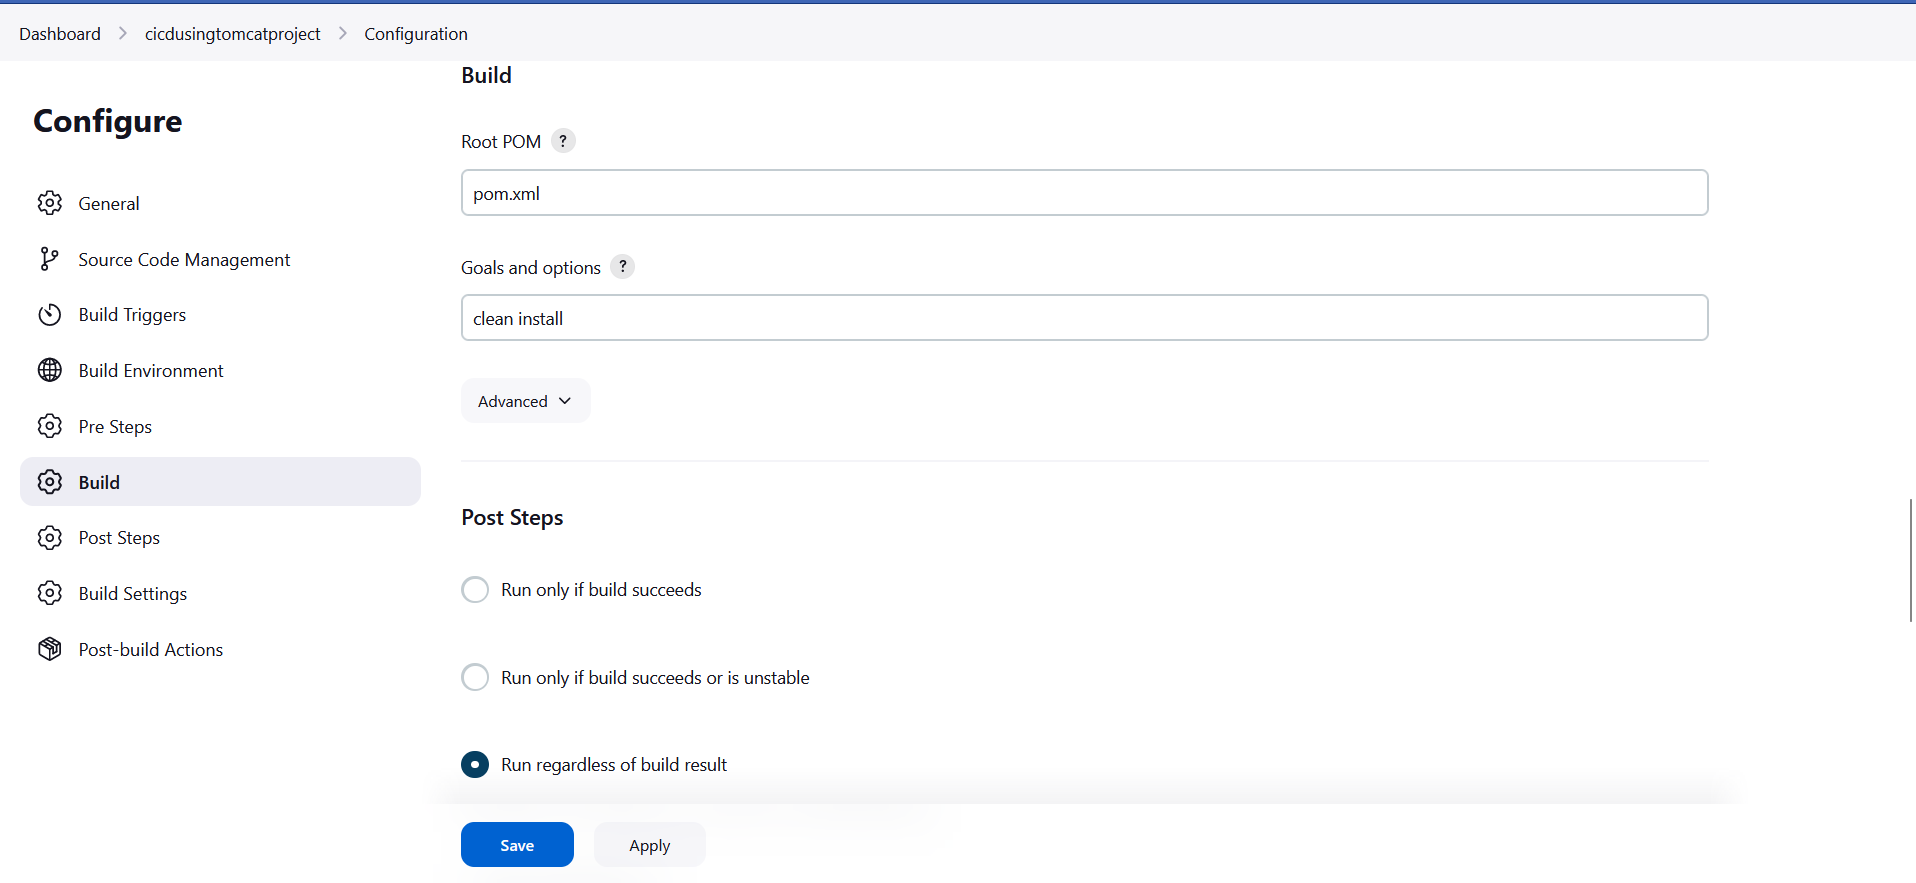 Dashboard > cicdusingtomcatproject > Configuration
Configure
General
Source Code Management
Build Triggers
Build Environment
Pre Steps
Build
Post Steps
Build Settings
Post-build Actions
Build
Root POM ?
pom.xml
Goals and options ?
clean install
Advanced
Post Steps
Run only if build succeeds
Run only if build succeeds or is unstable
Run regardless of build result
Save Apply